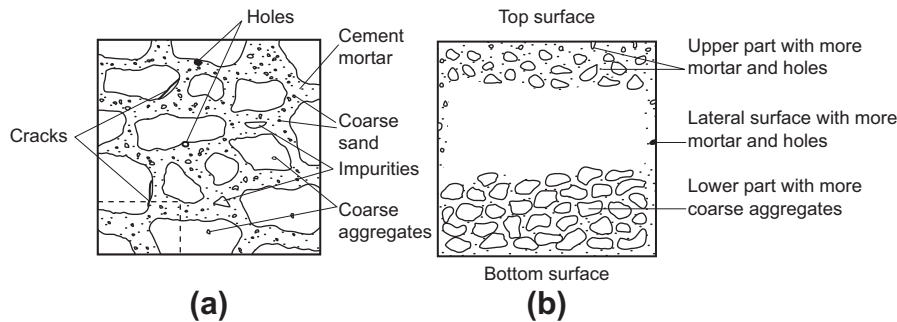 Holes
Cement
mortar
Cracks
Coarse
sand
Impurities
Coarse
aggregates
(a)
Top surface
Upper part with more
mortar and holes
Lateral surface with more
mortar and holes
Lower part with more
coarse aggregates
Bottom surface
(b)